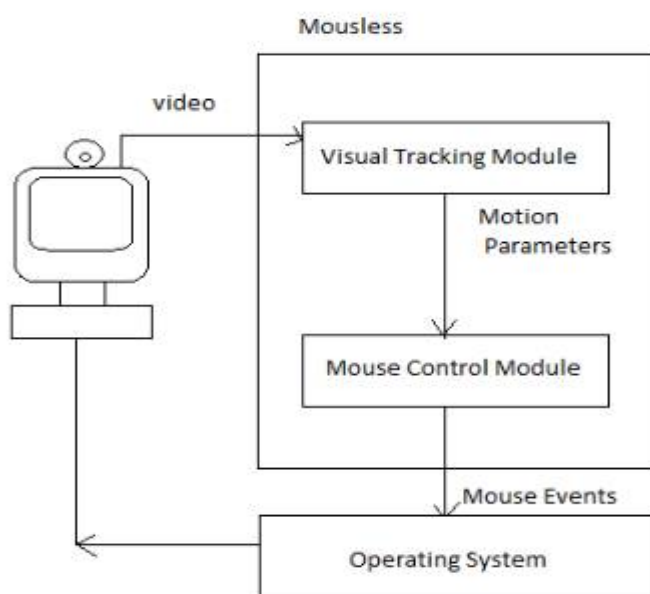 Mousless
video
Visual Tracking Module
Motion
Parameters
Mouse Control Module
Mouse Events
Operating System